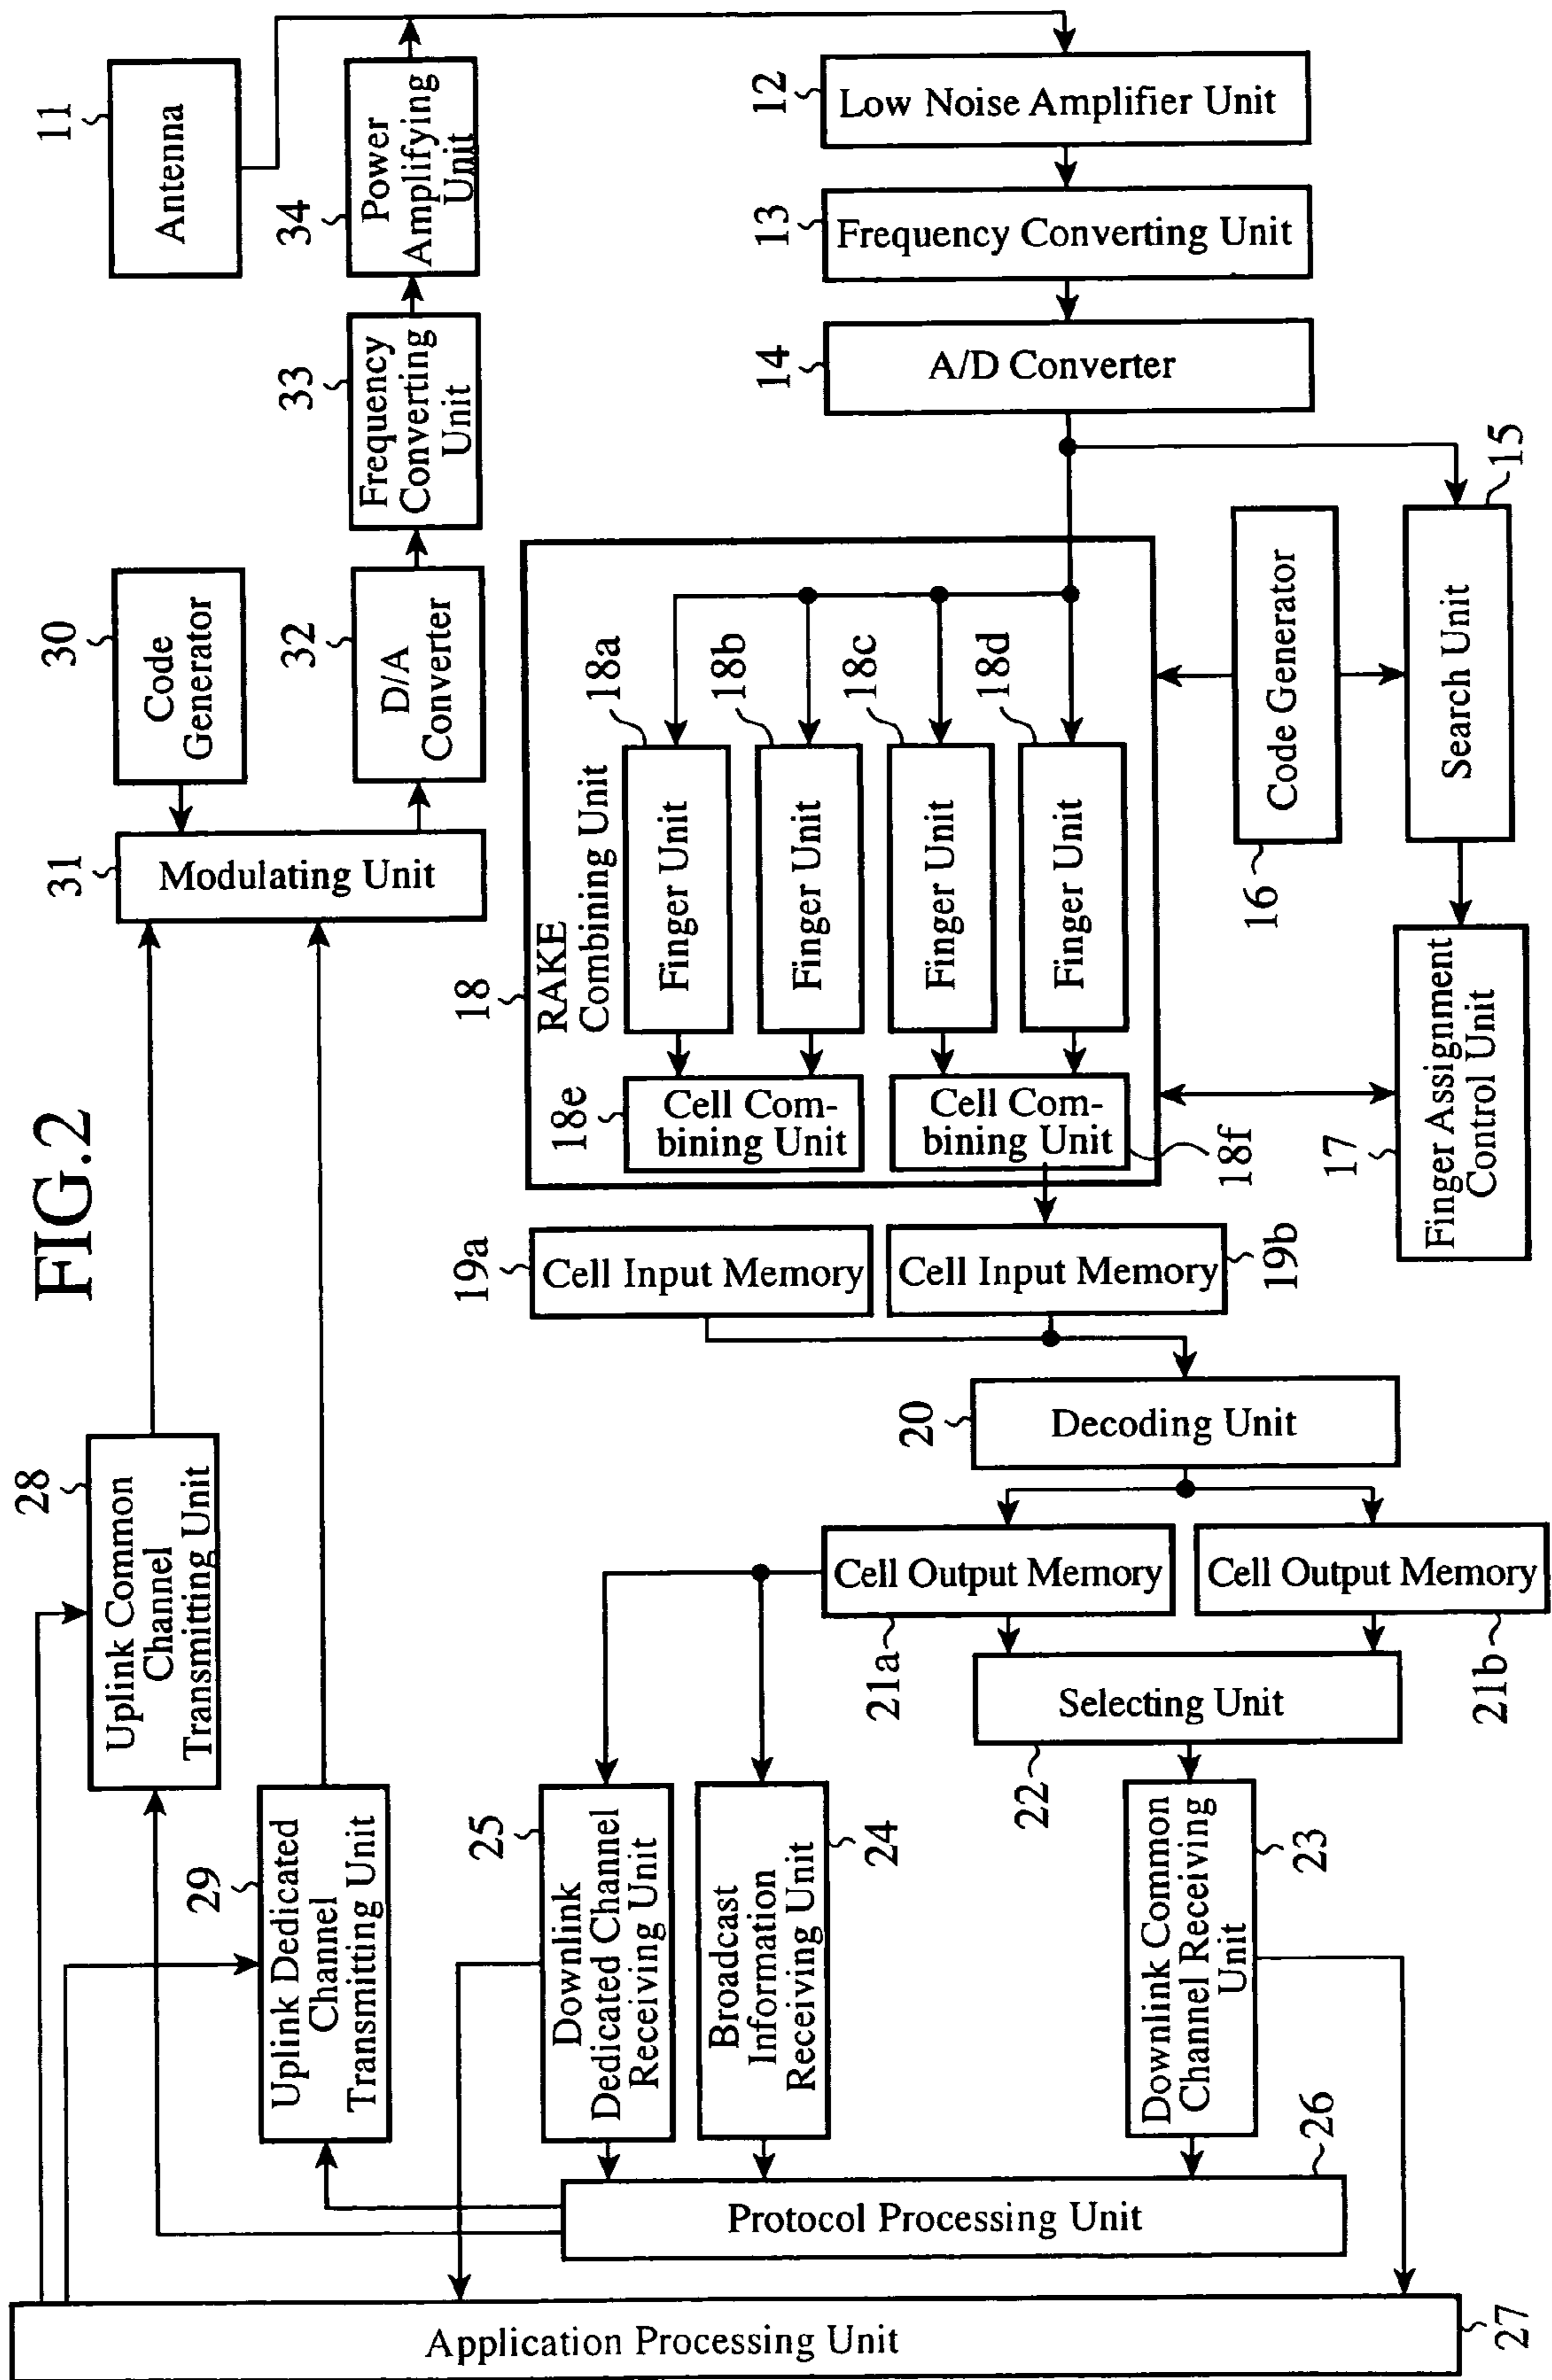 FIG.2
11
Antenna
34
Power
Amplifying
Unit
33
Frequency
Converting
Unit
30
Code
Generator
32
D/A
Converter
31
Modulating Unit
28
Uplink Common
Channel
Transmitting Unit
29
Uplink Dedicated
Channel
Transmitting Unit
12
Low Noise Amplifier Unit
13
Frequency Converting Unit
14
A/D Converter
15
Search Unit
16
Code Generator
17
Finger Assignment
Control Unit
18
RAKE
Combining Unit
18a
Finger Unit
18b
Finger Unit
18c
Finger Unit
18d
Finger Unit
18e
Cell Com-
bining Unit
18f
Cell Com-
bining Unit
19a
Cell Input Memory
19b
Cell Input Memory
20
Decoding Unit
21a
Cell Output Memory
21b
Cell Output Memory
22
Selecting Unit
25
Downlink
Dedicated Channel
Receiving Unit
24
Broadcast
Information
Receiving Unit
23
Downlink Common
Channel Receiving
Unit
26
Protocol Processing Unit
27
Application Processing Unit